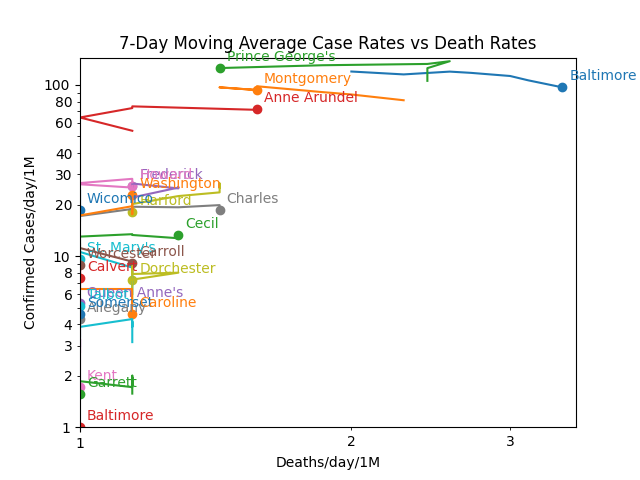 7-Day Moving Average Case Rates vs Death Rates
Prince George's
Baltimore
Montgomery
Anne Arundel
Frederick
Washington
Harford
Wicomico
Charles
Cecil
St. Mary's
Worcester
Carroll
Calvert
Dorchester
Queen Anne's
Somerset
Caroline
Allegany
Kent
Garrett
Baltimore
100
80
60
40
30
20
10
8
6
4
3
2
1
Confirmed Cases/day/1M
1
2
3
Deaths/day/1M